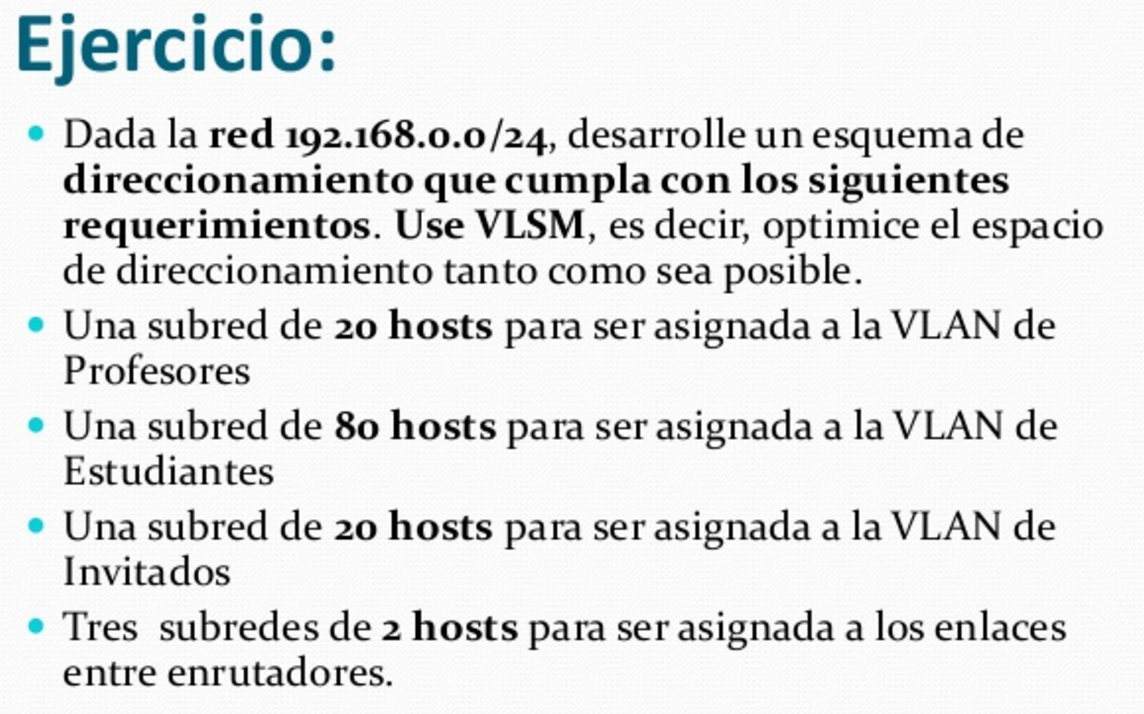 Ejercicio:
• Dada la red 192.168.0.0/24, desarrolle un esquema de
direccionamiento que cumpla con los siguientes
requerimientos. Use VLSM, es decir, optimice el espacio
de direccionamiento tanto como sea posible.
• Una subred de 20 hosts para ser asignada a la VLAN de
Profesores
• Una subred de 80 hosts para ser asignada a la VLAN de
Estudiantes
• Una subred de 20 hosts para ser asignada a la VLAN de
Invitados
• Tres subredes de 2 hosts para ser asignada a los enlaces
entre enrutadores.